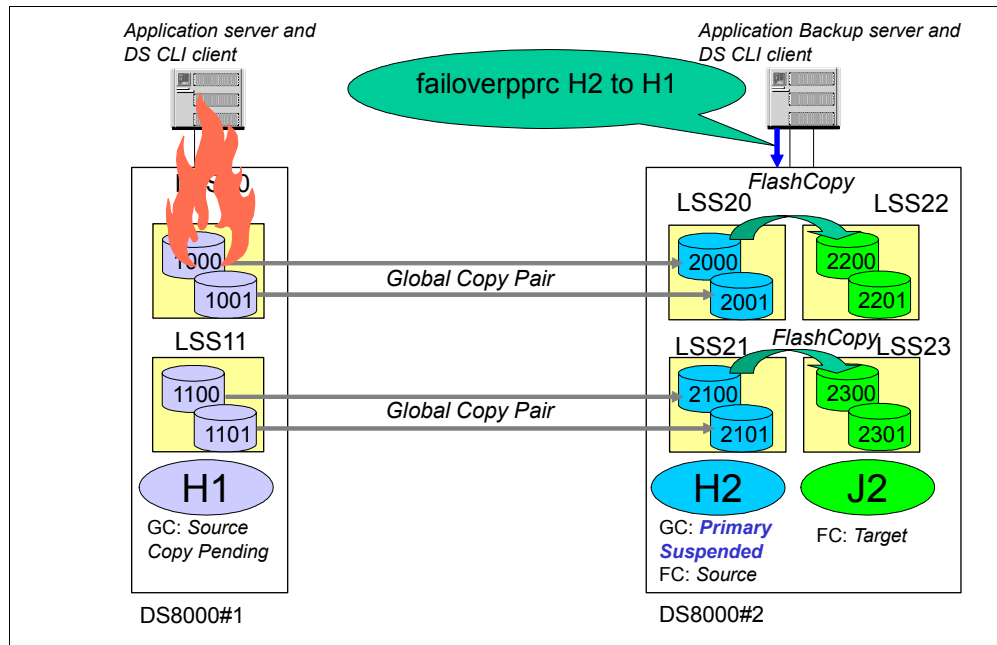 Application server and
DS CLI client
Application Backup server and
DS CLI client
failoverpprc H2 to H1
FlashCopy
LSS20
LSS22
1000
1001
Global Copy Pair
2000
2001
2200
2201
LSS11
FlashCopy
LSS21
LSS23
1100
1101
Global Copy Pair
2100
2101
2300
2301
H1
H2
J2
GC: Source
Copy Pending
GC: Primary
Suspended
FC: Source
FC: Target
DS8000#1
DS8000#2